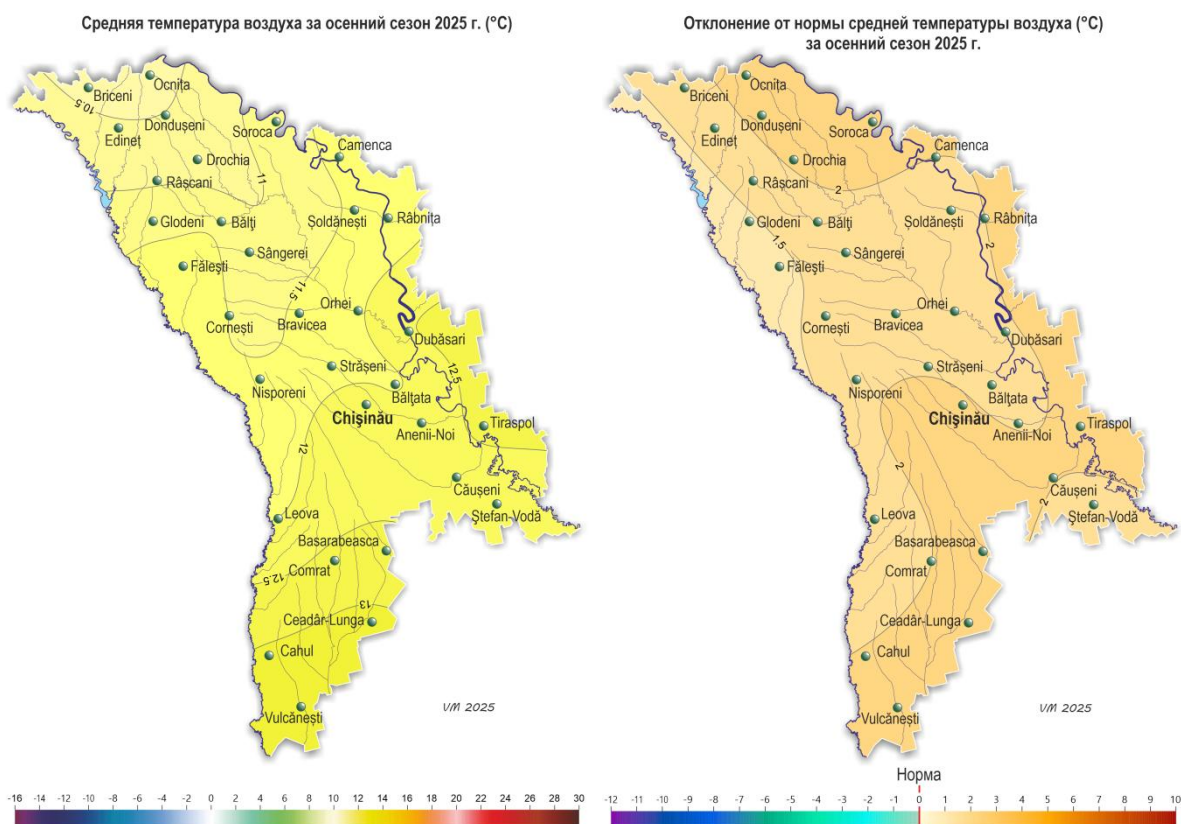 Средняя температура воздуха за осенний сезон 2025 г. (°C)
Briceni
Ocnița
10.5
Dondușeni
Edineț
Soroca
Camenca
Drochia
Râșcani
11
Glodeni
Bălți
Șoldănești
Râbnița
Sângerei
Fălești
11.5
Orhei
Cornești
Bravicea
Dubăsari
Strășeni
12.5
Nisporeni
Bălțata
Chișinău
Anenii-Noi
Tiraspol
12
Căușeni
Ștefan-Vodă
Leova
Basarabeasca
Comrat
12.5
13
Ceadâr-Lunga
Cahul
Vulcănești
VM 2025
-16 -14 -12 -10 -8 -6 -4 -2 0 2 4 6 8 10 12 14 16 18 20 22 24 26 28 30
Отклонение от нормы средней температуры воздуха (°C)
за осенний сезон 2025 г.
Ocnița
Briceni
Dondușeni
Soroca
Edineț
Camenca
Drochia
Râșcani
2
Glodeni
Bălți
Șoldănești
Râbnița
1.5
2
Sângerei
Fălești
Orhei
Cornești
Bravicea
Dubăsari
Strășeni
Nisporeni
Bălțata
Chișinău
Anenii-Noi
Tiraspol
2
Căușeni
2
Ștefan-Vodă
Leova
Basarabeasca
Comrat
Ceadâr-Lunga
Cahul
Vulcănești
VM 2025
Норма
-12 -11 -10 -9 -8 -7 -6 -5 -4 -3 -2 -1 0 1 2 3 4 5 6 7 8 9 10